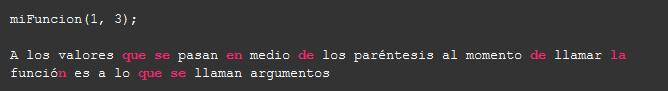 miFuncion(1, 3);
A los valores que se pasan en medio de los paréntesis al momento de llamar la
función es a lo que se llaman argumentos